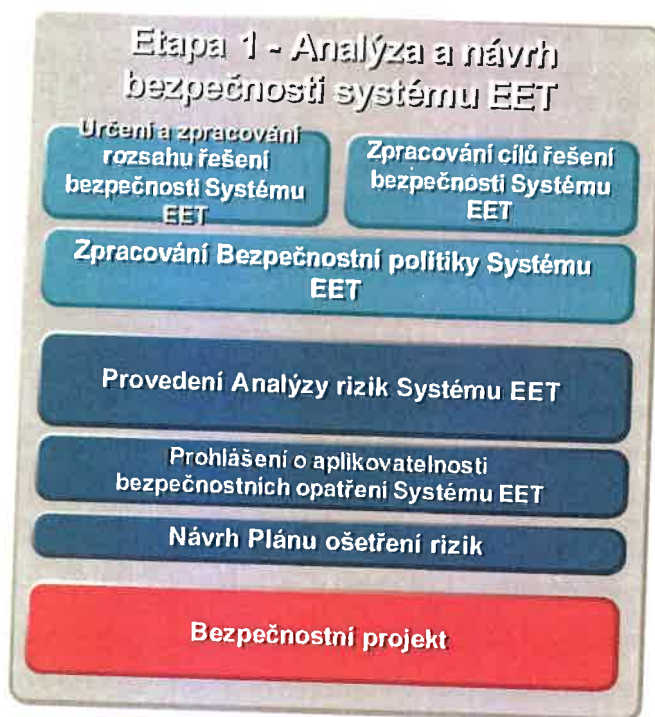 Etapa 1 - Analýza a návrh
bezpečnosti systému EET
Určení a zpracování
rozsahu řešení
bezpečnosti Systému
EET
Zpracování cílů řešení
bezpečnosti Systému
EET
Zpracování Bezpečnostní politiky Systému
EET
Provedení Analýzy rizik Systému EET
Prohlášení o aplikovatelnosti
bezpečnostních opatření Systému EET
Návrh Plánu ošetření rizik
Bezpečnostní projekt